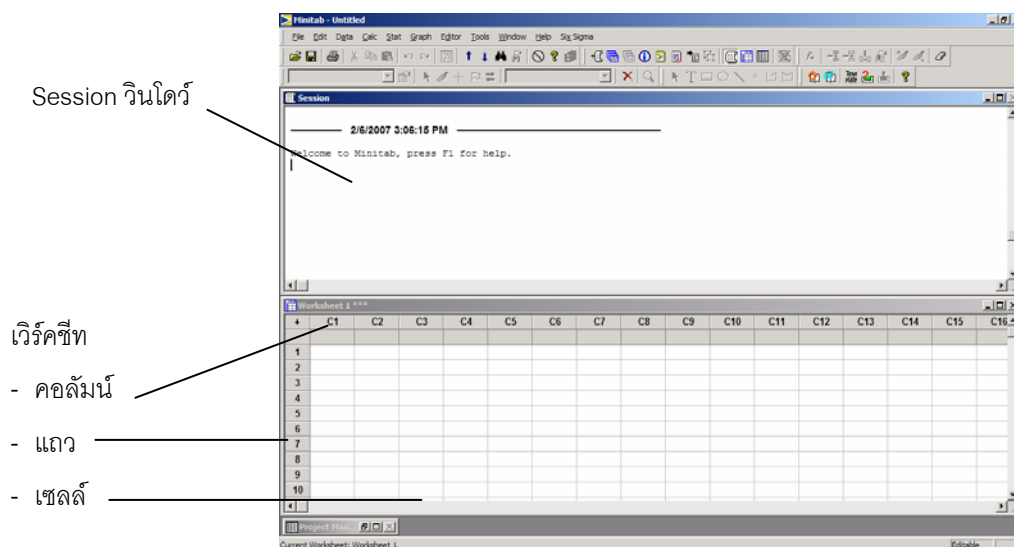 Minitab - Untitled
File Edit Data Calc Stat Graph Editor Tools Window Help Six Sigma
Session วินโดว์
Session
2/6/2007 3:06:15 PM
Welcome to Minitab, press F1 for help.
Worksheet 1 ***
+ C1 C2 C3 C4 C5 C6 C7 C8 C9 C10 C11 C12 C13 C14 C15 C16
เวิร์คชีท
1
2
3
- คอลัมน์
4
5
6
- แถว
7
8
9
- เซลล์
10
Project Man...
Current Worksheet: Worksheet 1
Editable